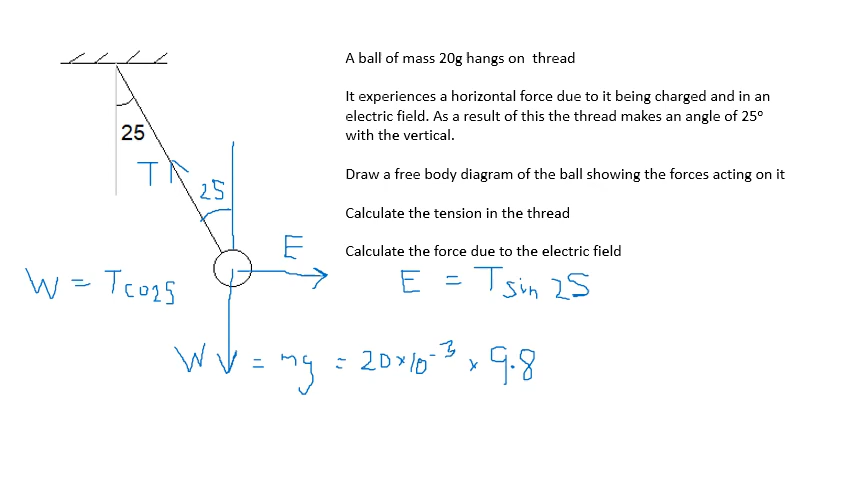 A ball of mass 20g hangs on thread
It experiences a horizontal force due to it being charged and in an
electric field. As a result of this the thread makes an angle of 25°
with the vertical.
Draw a free body diagram of the ball showing the forces acting on it
Calculate the tension in the thread
Calculate the force due to the electric field
25
T
25
E
W = T cos 25
E = T sin 25
W = mg = 20 × 10⁻³ × 9.8